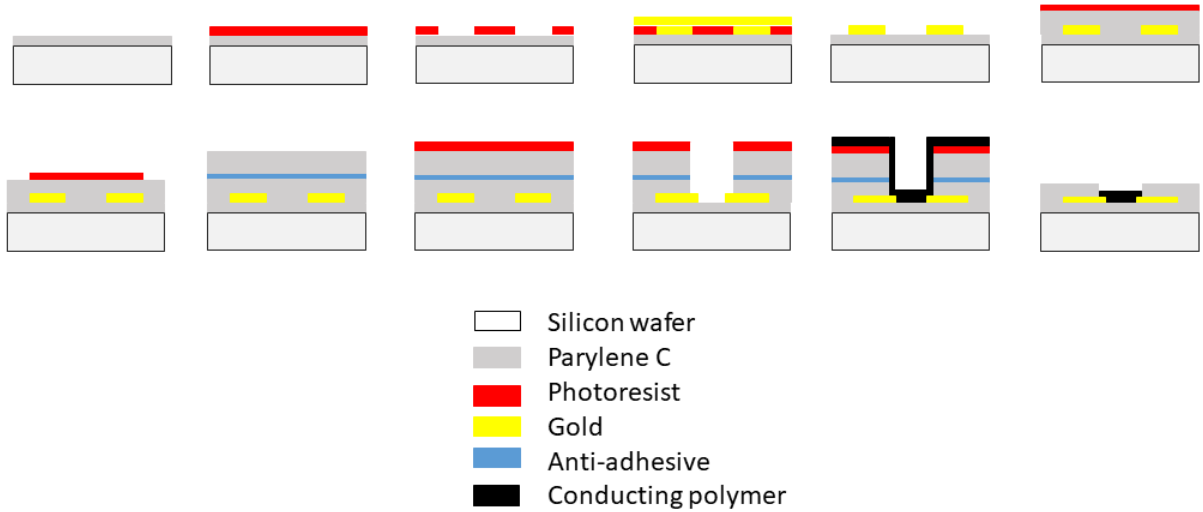 Silicon wafer
Parylene C
Photoresist
Gold
Anti-adhesive
Conducting polymer